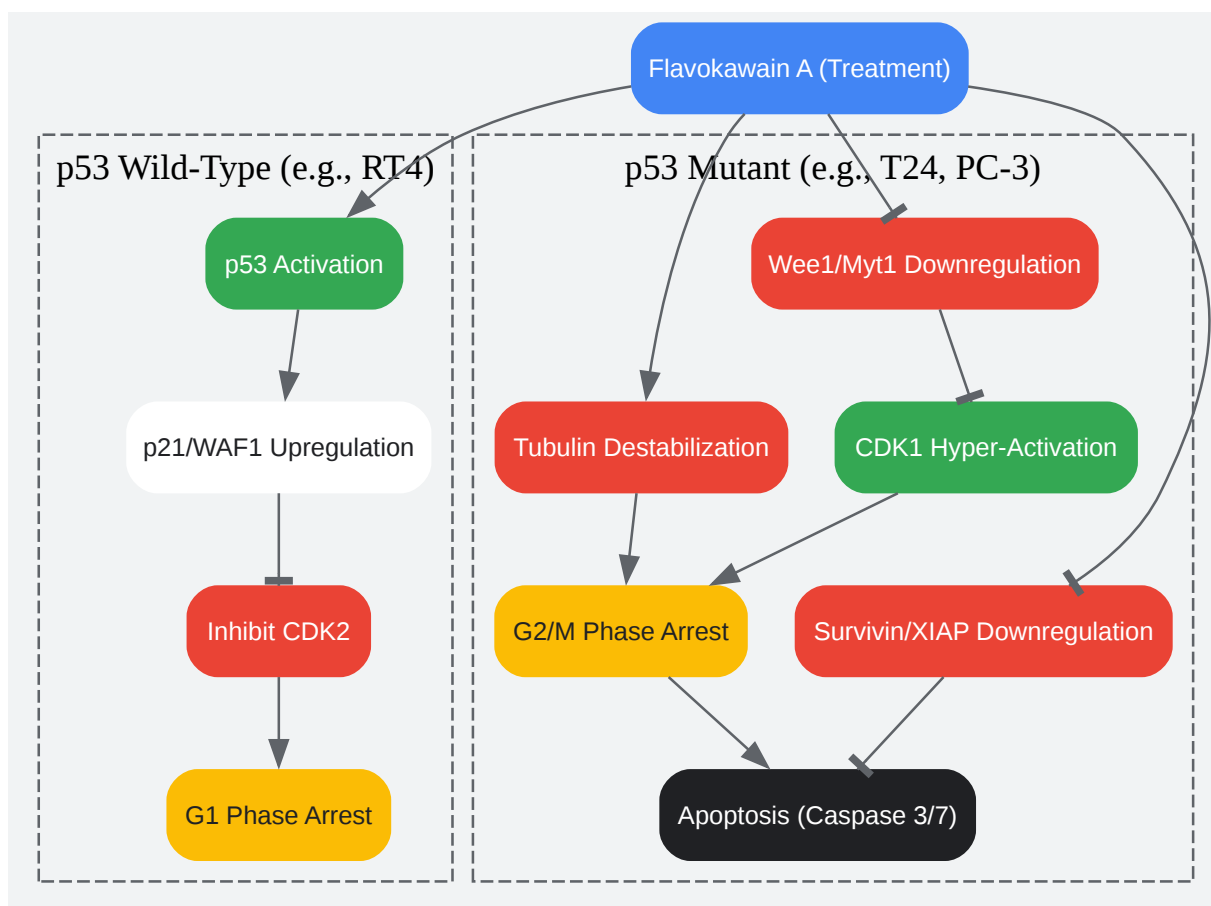 Flavokawain A (Treatment)
p53 Wild-Type (e.g., RT4)
p53 Mutant (e.g., T24, PC-3)
p53 Activation
Wee1/Myt1 Downregulation
p21/WAF1 Upregulation
Tubulin Destabilization
CDK1 Hyper-Activation
Inhibit CDK2
G2/M Phase Arrest
Survivin/XIAP Downregulation
G1 Phase Arrest
Apoptosis (Caspase 3/7)